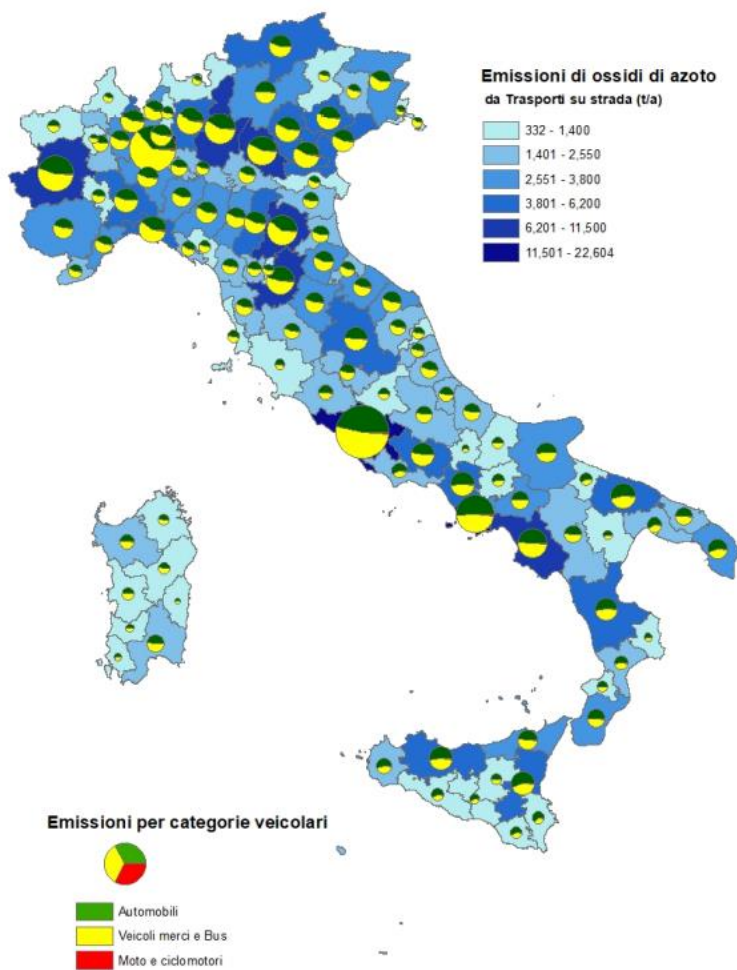 Emissioni di ossidi di azoto
da Trasporti su strada (t/a)
332 - 1,400
1,401 - 2,550
2,551 - 3,800
3,801 - 6,200
6,201 - 11,500
11,501 - 22,604
Emissioni per categorie veicolari
Automobili
Veicoli merci e Bus
Moto e ciclomotori